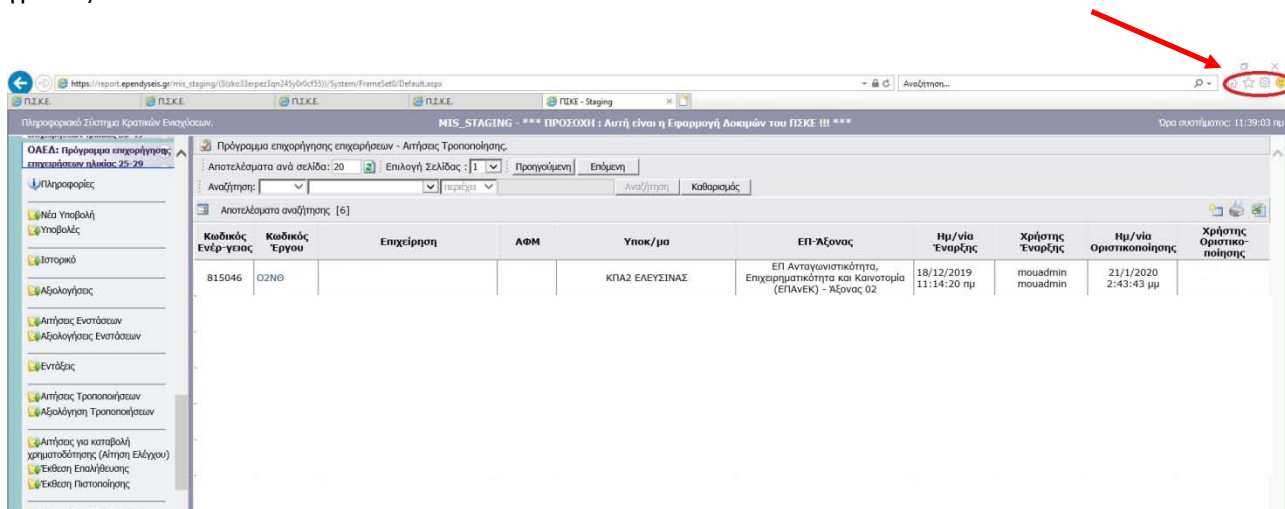 https://report.ependyseis.gr/mis_staging/(S(sko33erpez3qn245y0r0cf55))/System/FrameSet0/Default.aspx
Αναζήτηση...
Π.Σ.Κ.Ε. Π.Σ.Κ.Ε. Π.Σ.Κ.Ε. Π.Σ.Κ.Ε. ΠΣΚΕ - Staging
Πληροφοριακό Σύστημα Κρατικών Ενισχύσεων.
MIS_STAGING - *** ΠΡΟΣΟΧΗ : Αυτή είναι η Εφαρμογή Δοκιμών του ΠΣΚΕ !!! ***
Ώρα συστήματος: 11:39:03 πμ
ΟΑΕΔ: Πρόγραμμα επιχορήγησης
επιχειρήσεων ηλικίας 25-29
Πληροφορίες
Νέα Υποβολή
Υποβολές
Ιστορικό
Αξιολογήσεις
Αιτήσεις Ενστάσεων
Αξιολογήσεις Ενστάσεων
Εντάξεις
Αιτήσεις Τροποποιήσεων
Αξιολόγηση Τροποποιήσεων
Αιτήσεις για καταβολή
χρηματοδότησης (Αίτηση Ελέγχου)
Έκθεση Επαλήθευσης
Έκθεση Πιστοποίησης
Πρόγραμμα επιχορήγησης επιχειρήσεων - Αιτήσεις Τροποποίησης.
Αποτελέσματα ανά σελίδα: 20 Επιλογή Σελίδας : 1 Προηγούμενη Επόμενη
Αναζήτηση: περιέχει Αναζήτηση Καθαρισμός
Αποτελέσματα αναζήτησης [6]
Κωδικός Ενέρ-γειας Κωδικός Έργου Επιχείρηση ΑΦΜ Υποκ/μα ΕΠ-Άξονας Ημ/νία Έναρξης Χρήστης Έναρξης Ημ/νία Οριστικοποίησης Χρήστης Οριστικο-ποίησης
815046 Ο2ΝΘ ΚΠΑ2 ΕΛΕΥΣΙΝΑΣ ΕΠ Ανταγωνιστικότητα, Επιχειρηματικότητα και Καινοτομία (ΕΠΑνΕΚ) - Άξονας 02 18/12/2019 11:14:20 πμ mouadmin mouadmin 21/1/2020 2:43:43 μμ